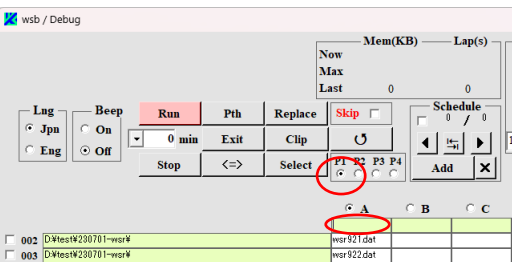 wsb / Debug
Mem(KB) Lap(s)
Now
Max
Last 0 0
Lng Beep Run Pth Replace Skip Schedule
Jpn On 0 / 0
Eng Off 0 min Exit Clip ↺
Stop <=> Select P1 P2 P3 P4 Add X
A B C
002 D:¥test¥230701-wsr¥ wsr921.dat
003 D:¥test¥230701-wsr¥ wsr922.dat